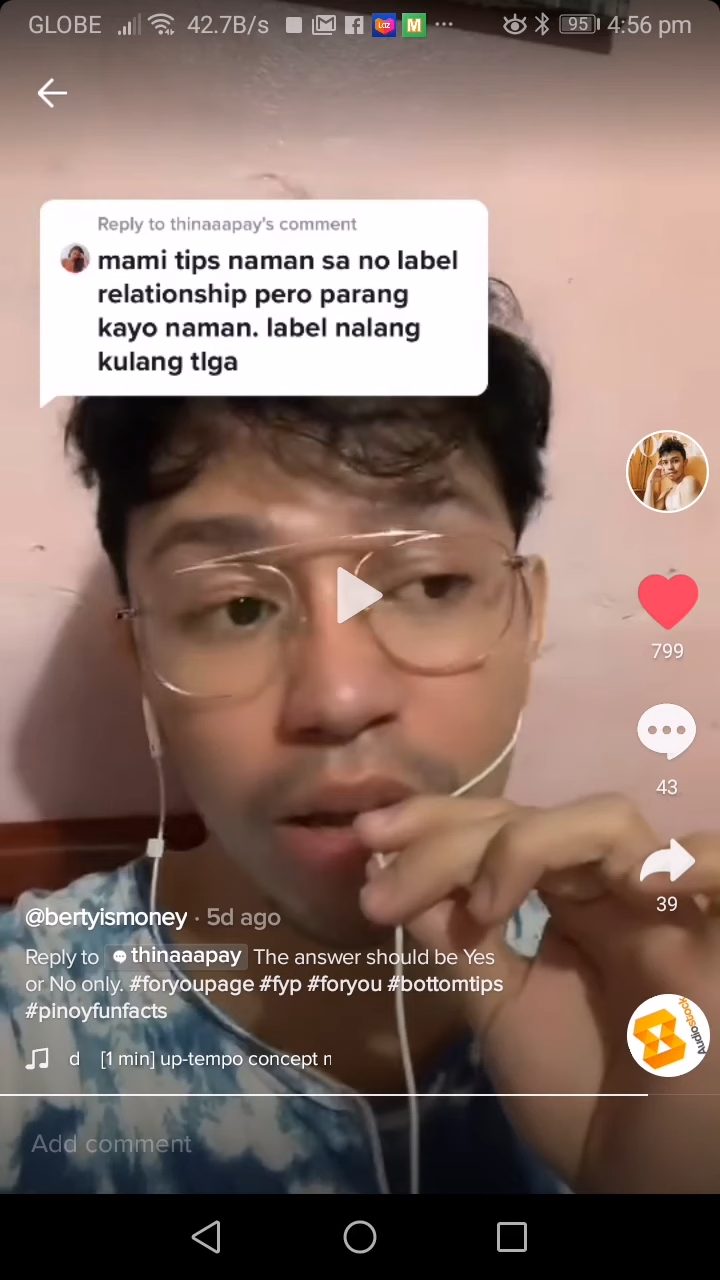 GLOBE 42.7B/s 95 4:56 pm
Laz
M
Reply to thinaaapay's comment
mami tips naman sa no label
relationship pero parang
kayo naman. label nalang
kulang tlga
799
43
39
@bertyismoney · 5d ago
Reply to thinaaapay The answer should be Yes
or No only. #foryoupage #fyp #foryou #bottomtips
#pinoyfunfacts
Audiostock
d [1 min] up-tempo concept n
Add comment